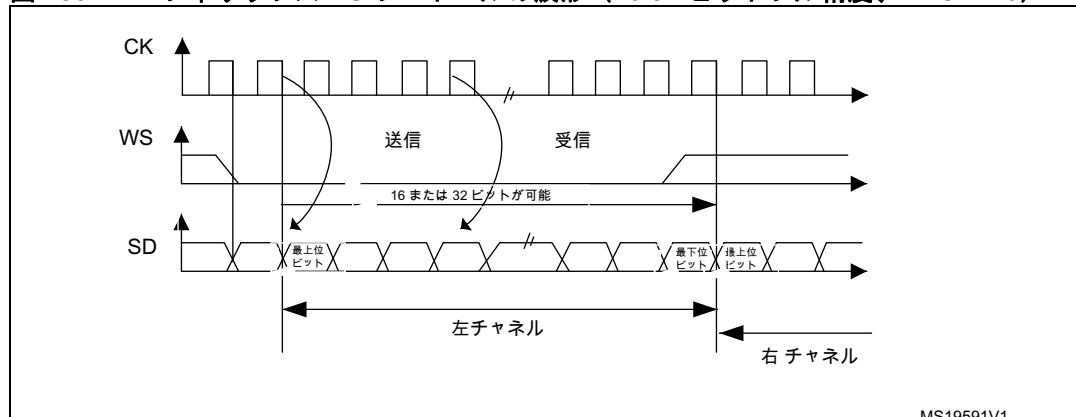 CK
WS
送信
受信
16 または 32 ビットが可能
SD
最上位
ビット
最下位
ビット
最上位
ビット
左チャネル
右 チャネル
MS19591V1